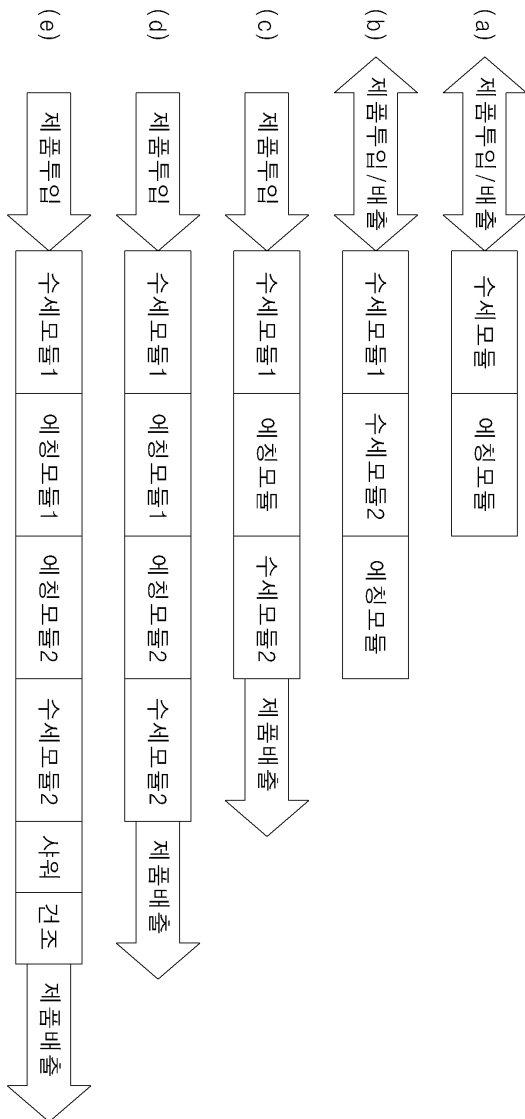 (a) 제품투입/배출 수세모듈 에칭모듈
(b) 제품투입/배출 수세모듈1 수세모듈2 에칭모듈
(c) 제품투입 수세모듈1 에칭모듈 수세모듈2 제품배출
(d) 제품투입 수세모듈1 에칭모듈1 에칭모듈2 수세모듈2 제품배출
(e) 제품투입 수세모듈1 에칭모듈1 에칭모듈2 수세모듈2 샤워 건조 제품배출